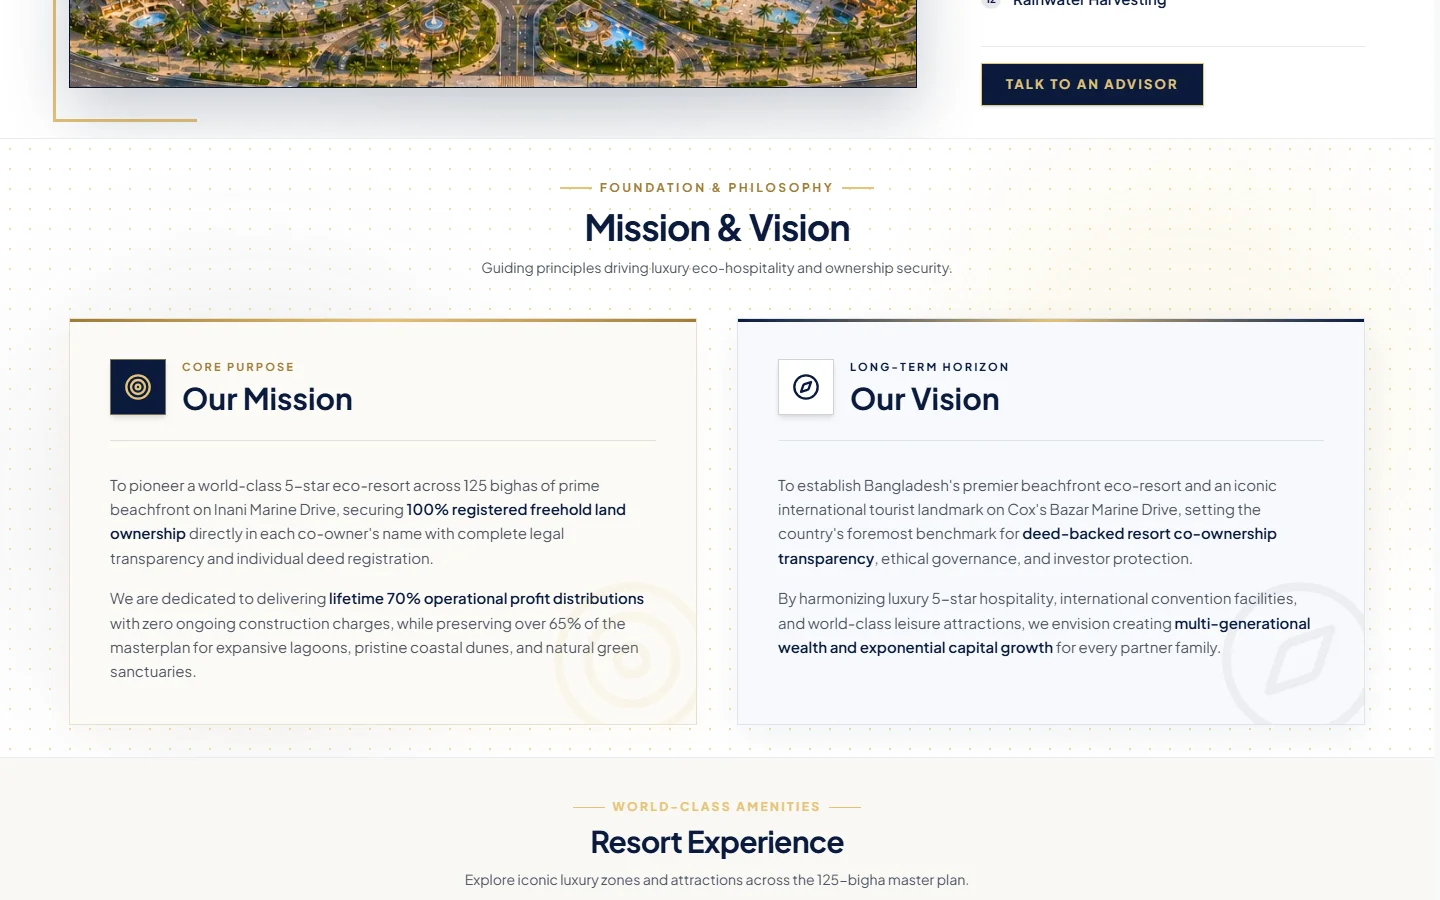 12 Rainwater Harvesting
TALK TO AN ADVISOR
FOUNDATION & PHILOSOPHY
Mission & Vision
Guiding principles driving luxury eco-hospitality and ownership security.
CORE PURPOSE
Our Mission
To pioneer a world-class 5-star eco-resort across 125 bighas of prime
beachfront on Inani Marine Drive, securing 100% registered freehold land
ownership directly in each co-owner's name with complete legal
transparency and individual deed registration.
We are dedicated to delivering lifetime 70% operational profit distributions
with zero ongoing construction charges, while preserving over 65% of the
masterplan for expansive lagoons, pristine coastal dunes, and natural green
sanctuaries.
LONG-TERM HORIZON
Our Vision
To establish Bangladesh's premier beachfront eco-resort and an iconic
international tourist landmark on Cox's Bazar Marine Drive, setting the
country's foremost benchmark for deed-backed resort co-ownership
transparency, ethical governance, and investor protection.
By harmonizing luxury 5-star hospitality, international convention facilities,
and world-class leisure attractions, we envision creating multi-generational
wealth and exponential capital growth for every partner family.
WORLD-CLASS AMENITIES
Resort Experience
Explore iconic luxury zones and attractions across the 125-bigha master plan.